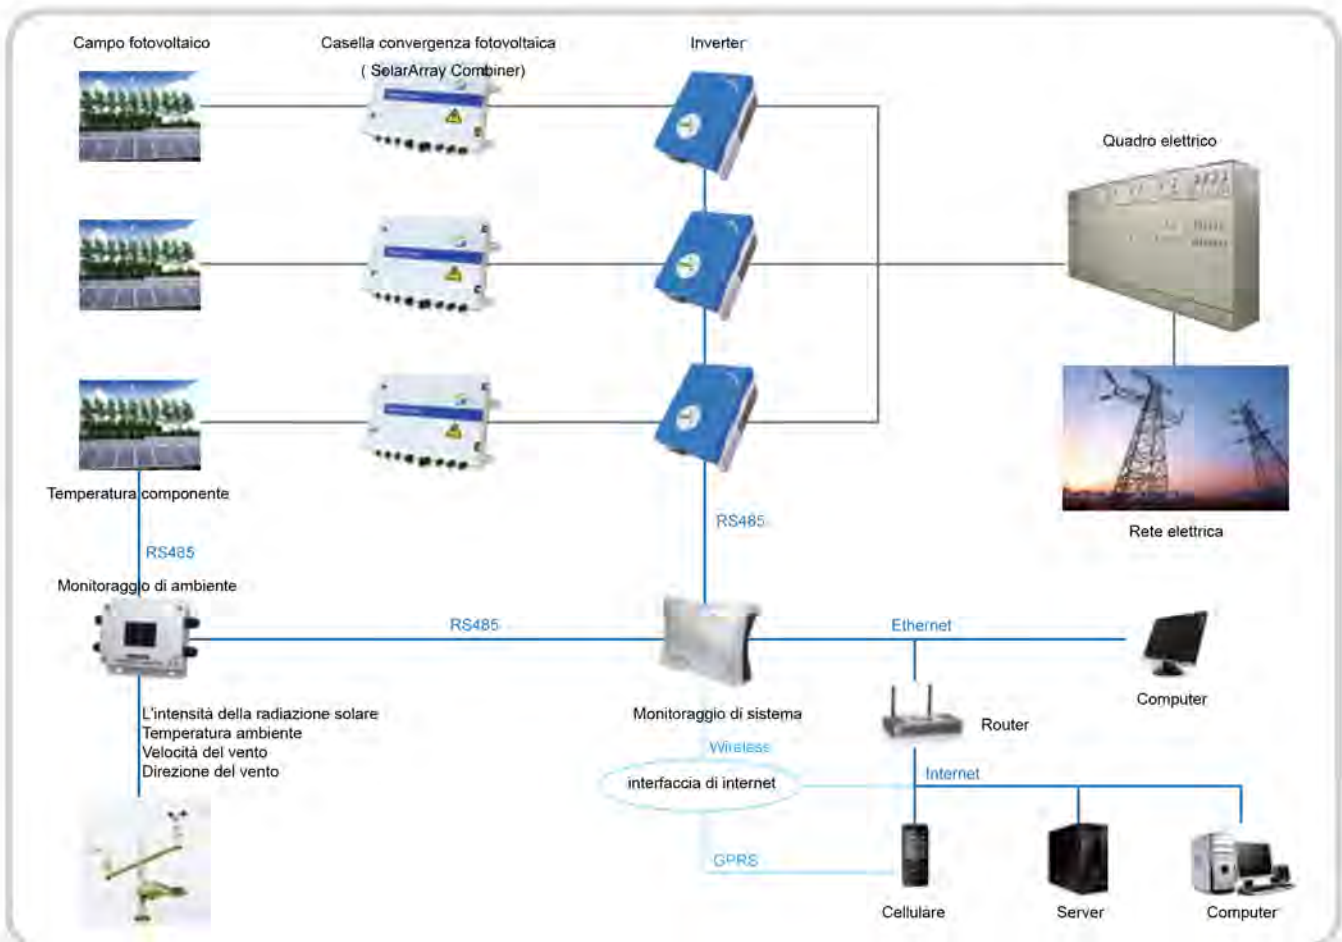 Campo fotovoltaico
Casella convergenza fotovoltaica
( SolarArray Combiner)
Inverter
Quadro elettrico
Temperatura componente
RS485
RS485
Rete elettrica
Monitoraggio di ambiente
RS485
Ethernet
Computer
L'intensità della radiazione solare
Temperatura ambiente
Velocità del vento
Direzione del vento
Monitoraggio di sistema
Router
Wireless
interfaccia di internet
Internet
GPRS
Cellulare
Server
Computer